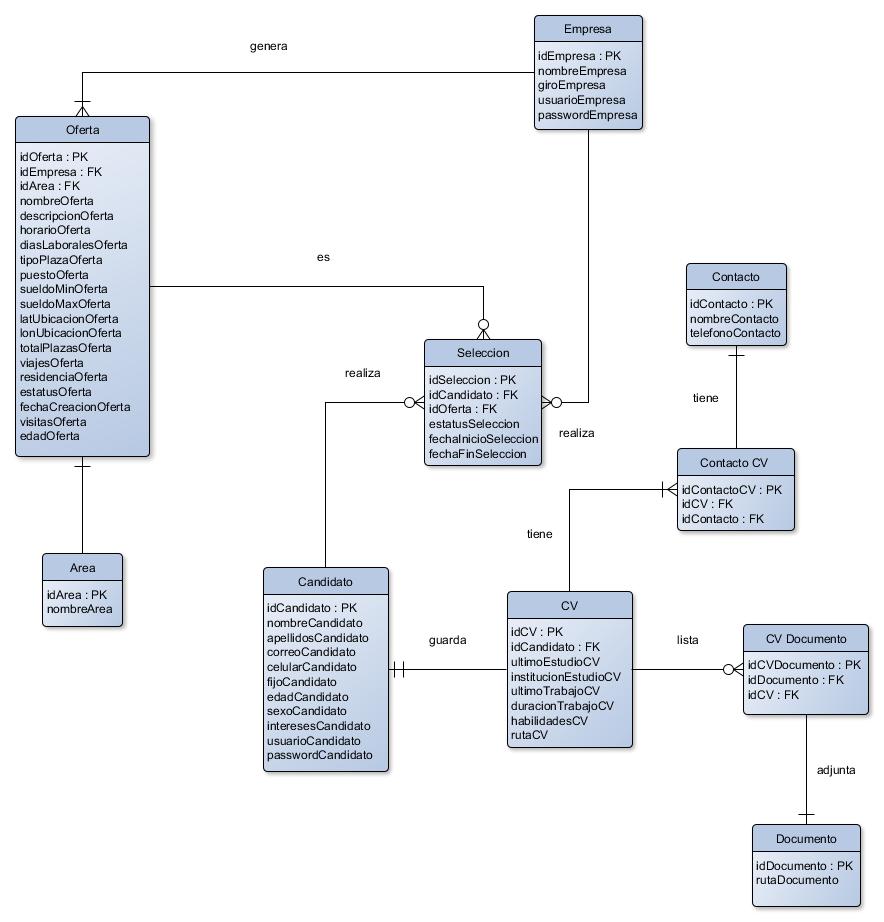 Empresa
idEmpresa : PK
nombreEmpresa
giroEmpresa
usuarioEmpresa
passwordEmpresa
genera
Oferta
idOferta : PK
idEmpresa : FK
idArea : FK
nombreOferta
descripcionOferta
horarioOferta
diasLaboralesOferta
tipoPlazaOferta
puestoOferta
sueldoMinOferta
sueldoMaxOferta
latUbicacionOferta
lonUbicacionOferta
totalPlazasOferta
viajesOferta
residenciaOferta
estatusOferta
fechaCreacionOferta
visitasOferta
edadOferta
es
Contacto
idContacto : PK
nombreContacto
telefonoContacto
Seleccion
idSeleccion : PK
idCandidato : FK
idOferta : FK
estatusSeleccion
fechaInicioSeleccion
fechaFinSeleccion
realiza
realiza
tiene
Contacto CV
idContactoCV : PK
idCV : FK
idContacto : FK
tiene
Area
idArea : PK
nombreArea
Candidato
idCandidato : PK
nombreCandidato
apellidosCandidato
correoCandidato
celularCandidato
fijoCandidato
edadCandidato
sexoCandidato
interesesCandidato
usuarioCandidato
passwordCandidato
guarda
CV
idCV : PK
idCandidato : FK
ultimoEstudioCV
institucionEstudioCV
ultimoTrabajoCV
duracionTrabajoCV
habilidadesCV
rutaCV
lista
CV Documento
idCVDocumento : PK
idDocumento : FK
idCV : FK
adjunta
Documento
idDocumento : PK
rutaDocumento